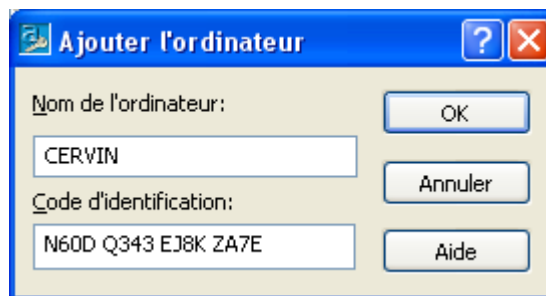 Ajouter l'ordinateur
Nom de l'ordinateur:
OK
CERVIN
Annuler
Code d'identification:
N60D Q343 EJ8K ZA7E
Aide